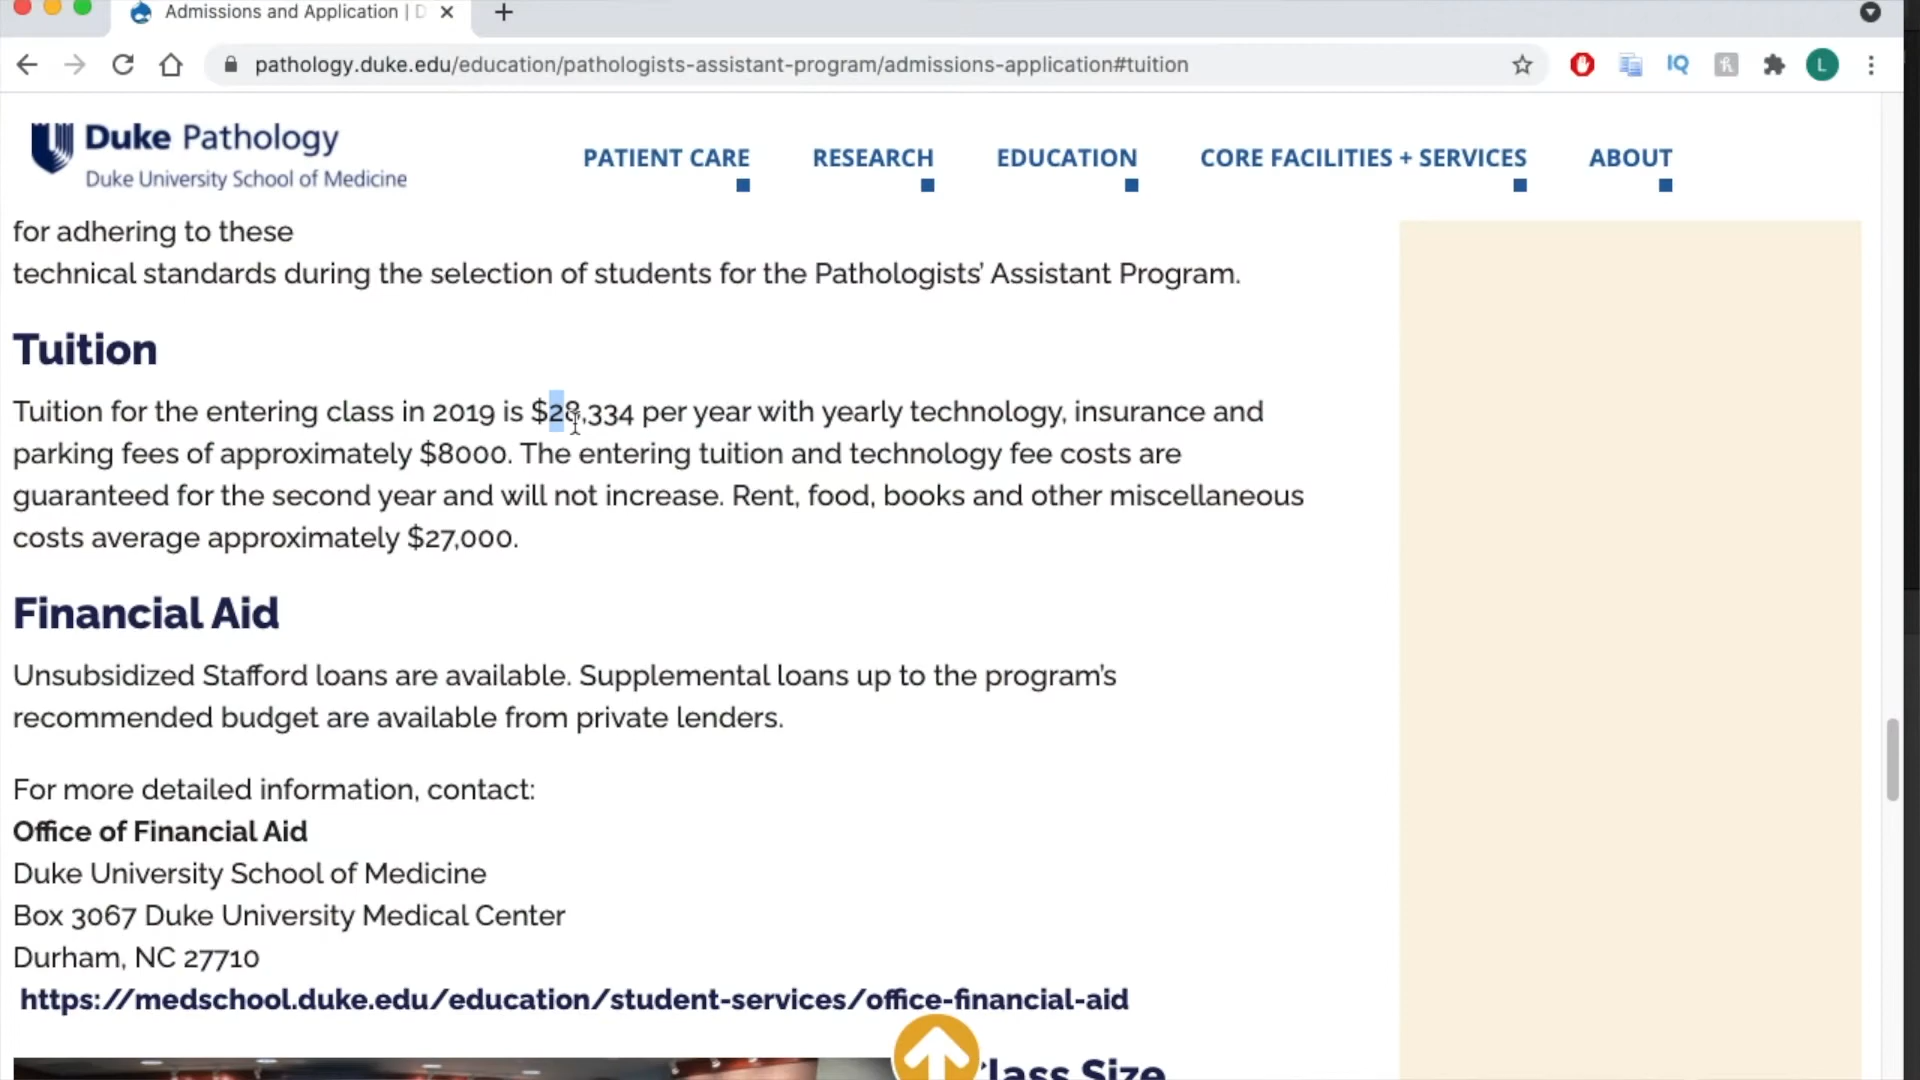 Admissions and Application | D
pathology.duke.edu/education/pathologists-assistant-program/admissions-application#tuition
IQ
L
Duke Pathology
Duke University School of Medicine
PATIENT CARE
RESEARCH
EDUCATION
CORE FACILITIES + SERVICES
ABOUT
for adhering to these
technical standards during the selection of students for the Pathologists’ Assistant Program.
Tuition
Tuition for the entering class in 2019 is $28,334 per year with yearly technology, insurance and
parking fees of approximately $8000. The entering tuition and technology fee costs are
guaranteed for the second year and will not increase. Rent, food, books and other miscellaneous
costs average approximately $27,000.
Financial Aid
Unsubsidized Stafford loans are available. Supplemental loans up to the program’s
recommended budget are available from private lenders.
For more detailed information, contact:
Office of Financial Aid
Duke University School of Medicine
Box 3067 Duke University Medical Center
Durham, NC 27710
https://medschool.duke.edu/education/student-services/office-financial-aid
Class Size